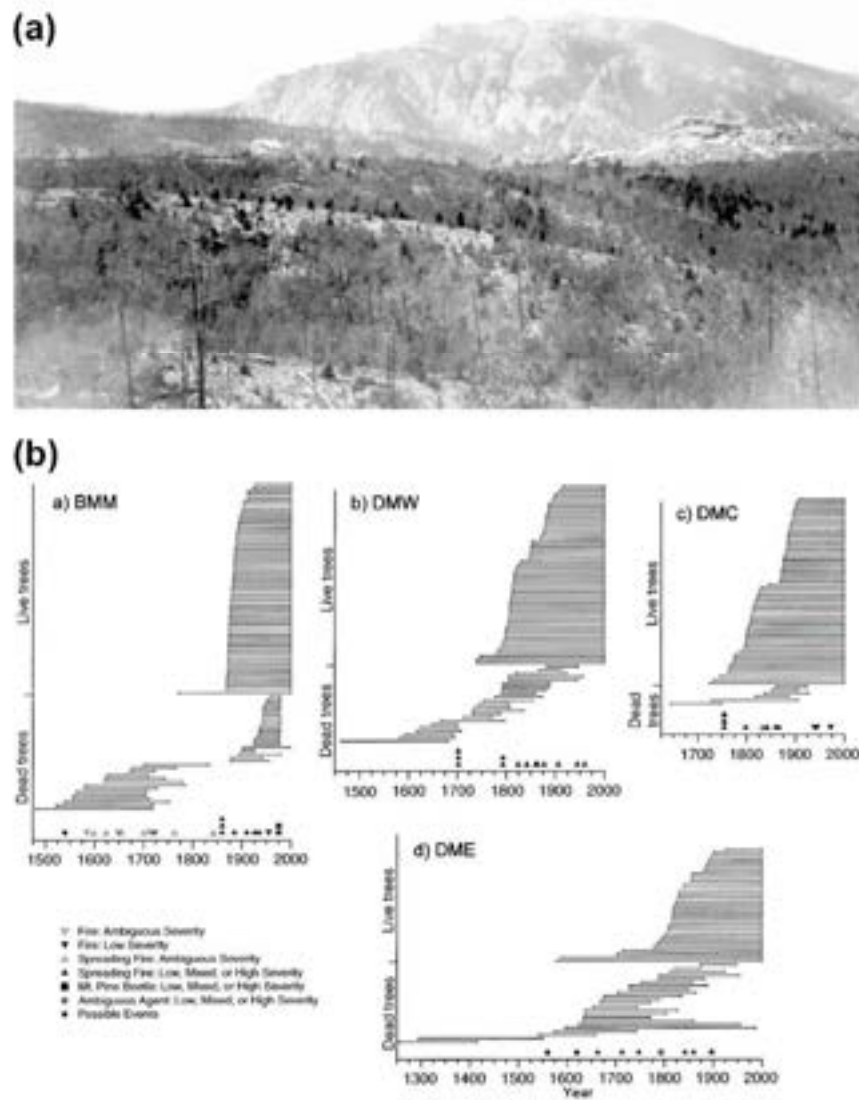 (a)
(b)
a) BMM
Live trees
Dead trees
1500 1600 1700 1800 1900 2000
b) DMW
Live trees
Dead trees
1500 1600 1700 1800 1900 2000
c) DMC
Live trees
Dead trees
1700 1800 1900 2000
d) DME
Live trees
Dead trees
1300 1400 1500 1600 1700 1800 1900 2000
Year
Fire: Ambiguous Severity
Fire: Low Severity
Spreading Fire: Ambiguous Severity
Spreading Fire: Low, Mixed, or High Severity
Mt. Pine Beetle: Low, Mixed, or High Severity
Ambiguous Agent: Low, Mixed, or High Severity
Possible Events